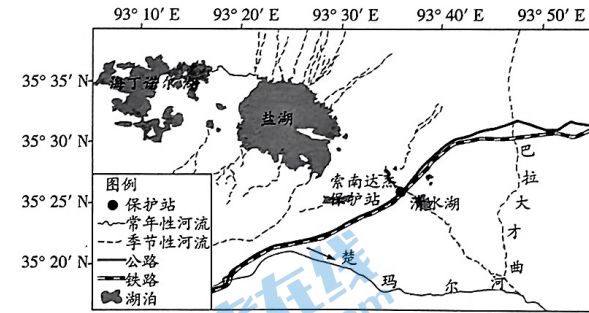 93° 10′ E 93° 20′ E 93° 30′ E 93° 40′ E 93° 50′ E
35° 35′ N
35° 30′ N
35° 25′ N
35° 20′ N
海丁诺尔湖
盐湖
索南达杰
保护站
清水湖
巴拉大才曲
楚玛尔河
图例
保护站
常年性河流
季节性河流
公路
铁路
湖泊
在线